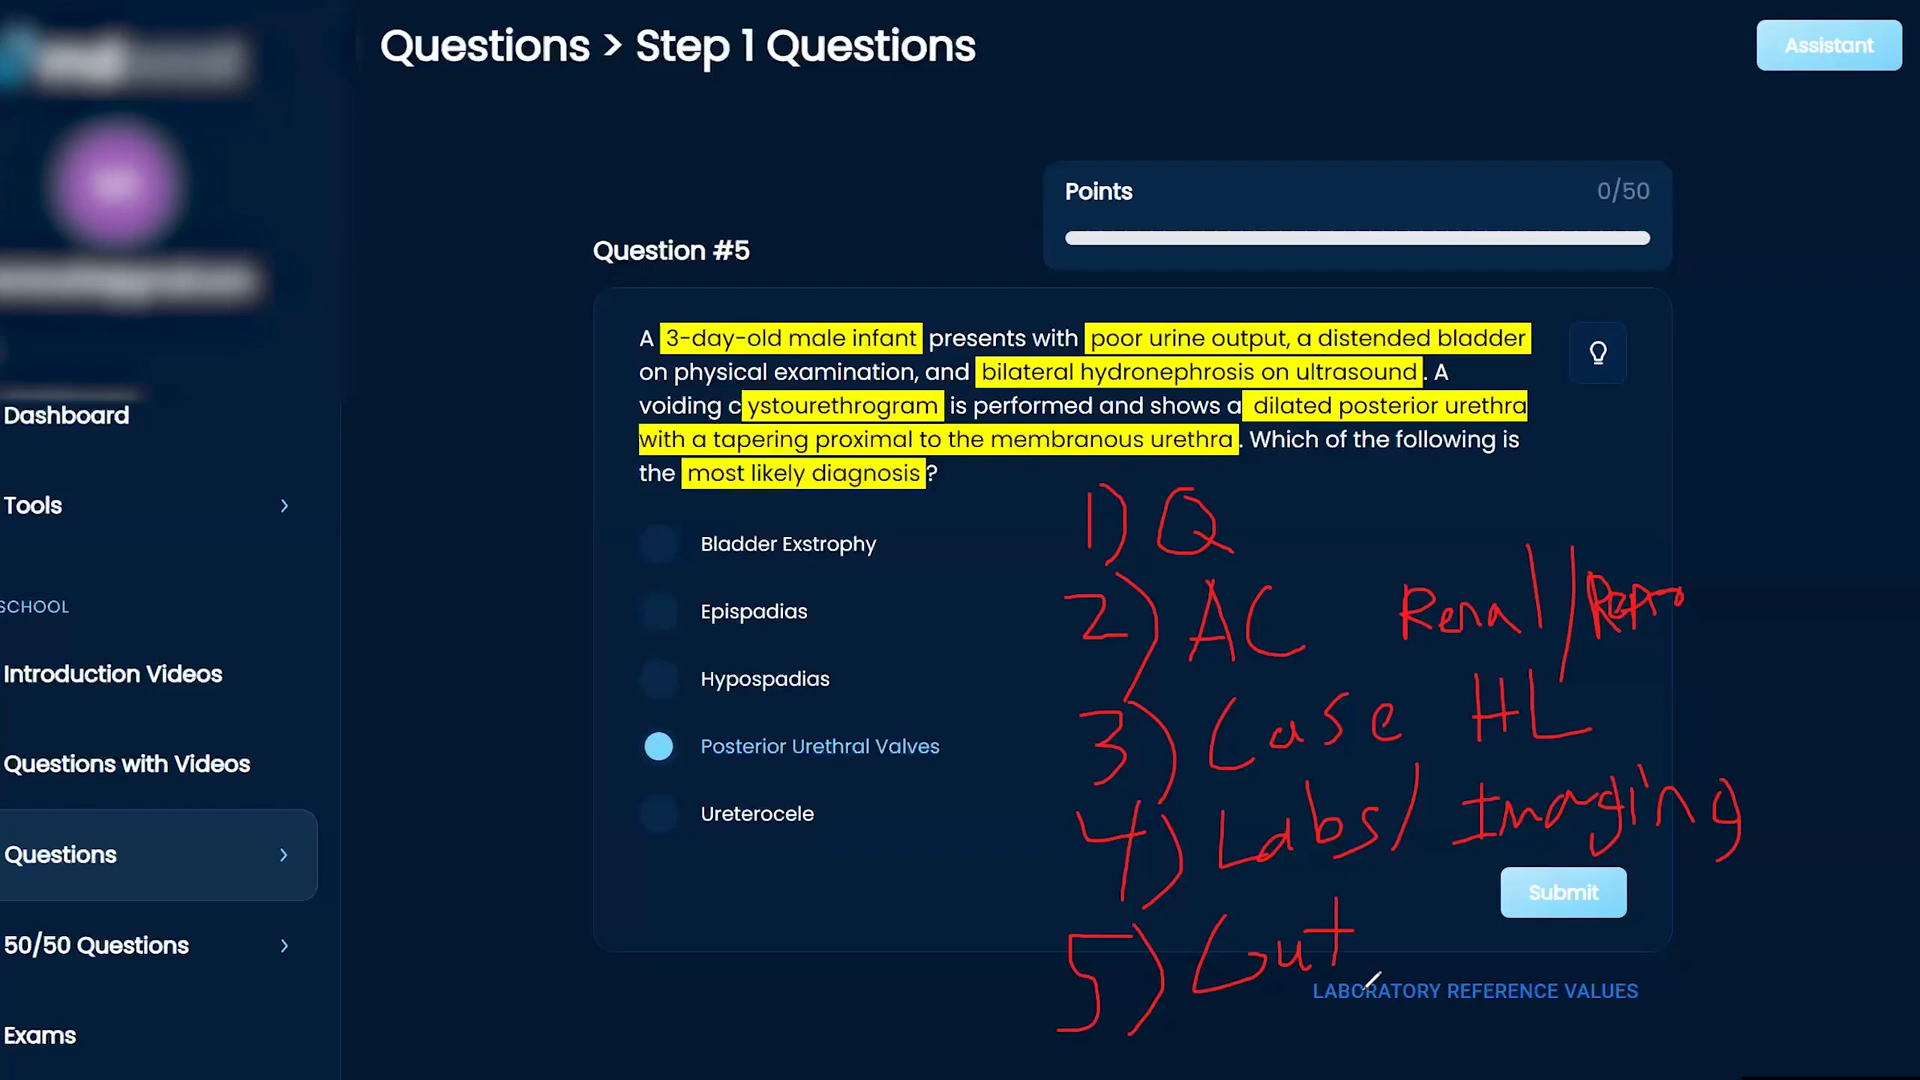 Questions > Step 1 Questions
Assistant
Points
0/50
Question #5
A 3-day-old male infant presents with poor urine output, a distended bladder
on physical examination, and bilateral hydronephrosis on ultrasound. A
voiding cystourethrogram is performed and shows a dilated posterior urethra
with a tapering proximal to the membranous urethra. Which of the following is
the most likely diagnosis?
Bladder Exstrophy
Epispadias
Hypospadias
Posterior Urethral Valves
Ureterocele
Submit
LABORATORY REFERENCE VALUES
1) Q
2) AC Renal/Repro
3) Case HL
4) Labs/Imaging
5) Gut
Dashboard
Tools
SCHOOL
Introduction Videos
Questions with Videos
Questions
50/50 Questions
Exams